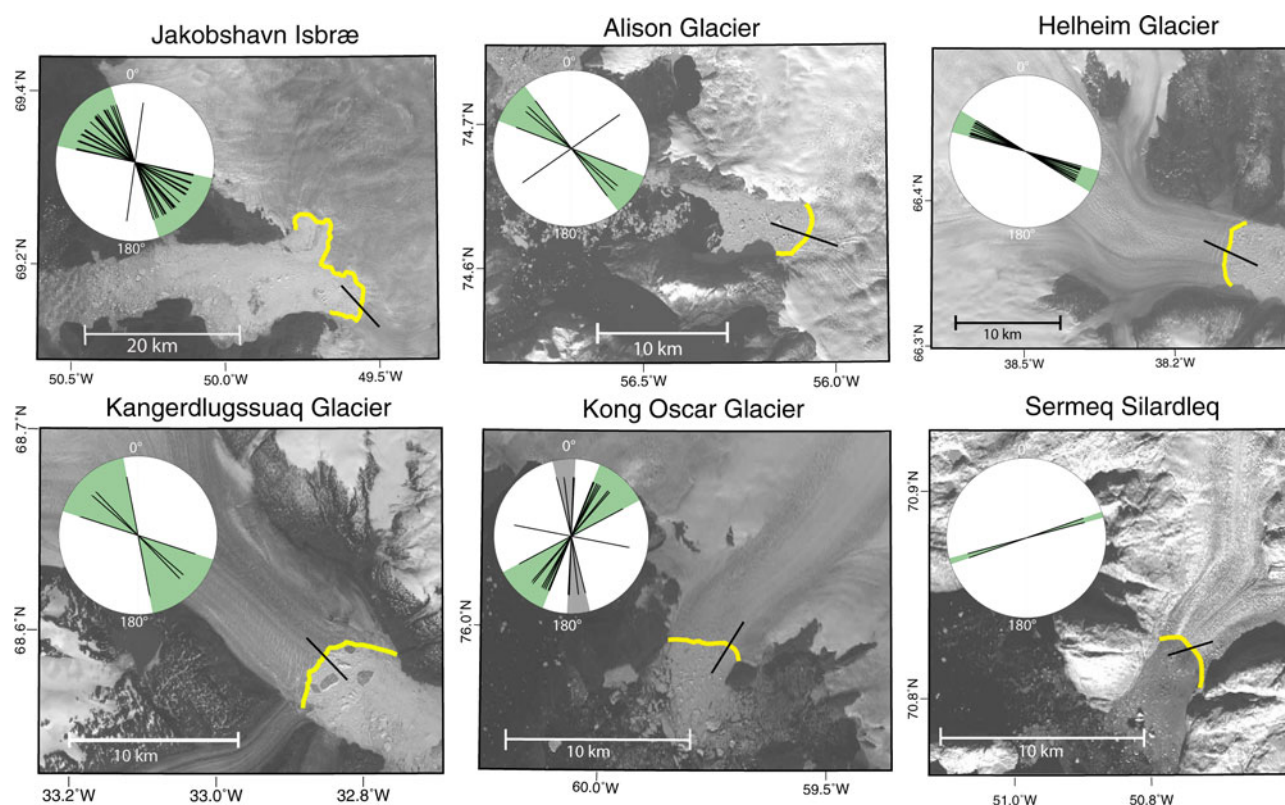 Jakobshavn Isbræ
Alison Glacier
Helheim Glacier
69.4°N
69.2°N
0°
180°
20 km
50.5°W
50.0°W
49.5°W
74.7°N
74.6°N
0°
180°
10 km
56.5°W
56.0°W
66.4°N
66.3°N
0°
180°
10 km
38.5°W
38.2°W
Kangerdlugssuaq Glacier
Kong Oscar Glacier
Sermeq Silardleq
68.7°N
68.6°N
0°
180°
10 km
33.2°W
33.0°W
32.8°W
76.0°N
0°
180°
10 km
60.0°W
59.5°W
70.9°N
70.8°N
0°
180°
10 km
51.0°W
50.8°W